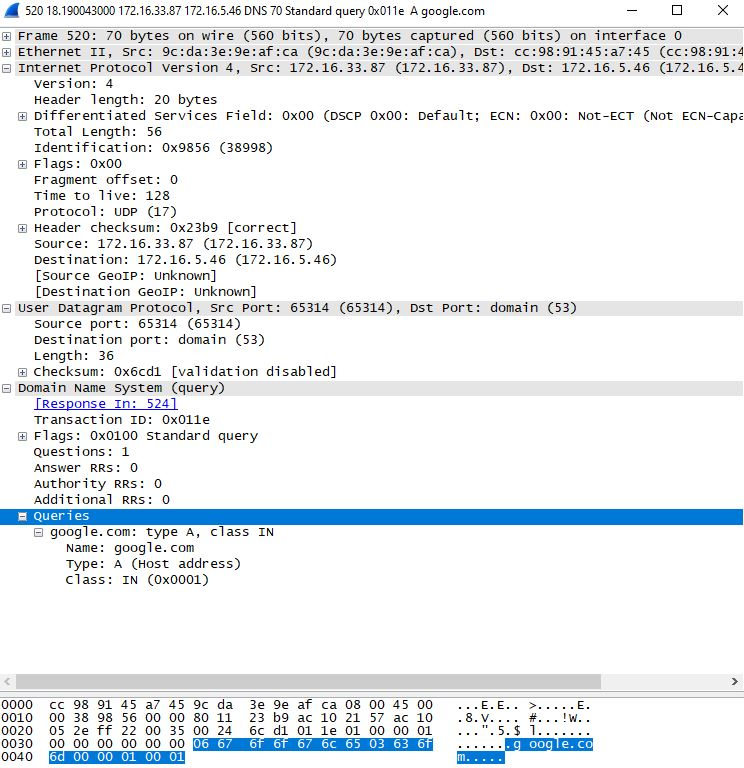 520 18.190043000 172.16.33.87 172.16.5.46 DNS 70 Standard query 0x011e A google.com
Frame 520: 70 bytes on wire (560 bits), 70 bytes captured (560 bits) on interface 0
Ethernet II, Src: 9c:da:3e:9e:af:ca (9c:da:3e:9e:af:ca), Dst: cc:98:91:45:a7:45 (cc:98:91:4
Internet Protocol Version 4, Src: 172.16.33.87 (172.16.33.87), Dst: 172.16.5.46 (172.16.5.4
Version: 4
Header length: 20 bytes
Differentiated Services Field: 0x00 (DSCP 0x00: Default; ECN: 0x00: Not-ECT (Not ECN-Capa
Total Length: 56
Identification: 0x9856 (38998)
Flags: 0x00
Fragment offset: 0
Time to live: 128
Protocol: UDP (17)
Header checksum: 0x23b9 [correct]
Source: 172.16.33.87 (172.16.33.87)
Destination: 172.16.5.46 (172.16.5.46)
[Source GeoIP: Unknown]
[Destination GeoIP: Unknown]
User Datagram Protocol, Src Port: 65314 (65314), Dst Port: domain (53)
Source port: 65314 (65314)
Destination port: domain (53)
Length: 36
Checksum: 0x6cd1 [validation disabled]
Domain Name System (query)
[Response In: 524]
Transaction ID: 0x011e
Flags: 0x0100 Standard query
Questions: 1
Answer RRs: 0
Authority RRs: 0
Additional RRs: 0
Queries
google.com: type A, class IN
Name: google.com
Type: A (Host address)
Class: IN (0x0001)
0000 cc 98 91 45 a7 45 9c da 3e 9e af ca 08 00 45 00 ...E.E.. >.....E.
0010 00 38 98 56 00 00 80 11 23 b9 ac 10 21 57 ac 10 .8.V.... #...!W..
0020 05 2e ff 22 00 35 00 24 6c d1 01 1e 01 00 00 01 ...".5.$ l.......
0030 00 00 00 00 00 00 06 67 6f 6f 67 6c 65 03 63 6f .......g oogle.co
0040 6d 00 00 01 00 01 m.....